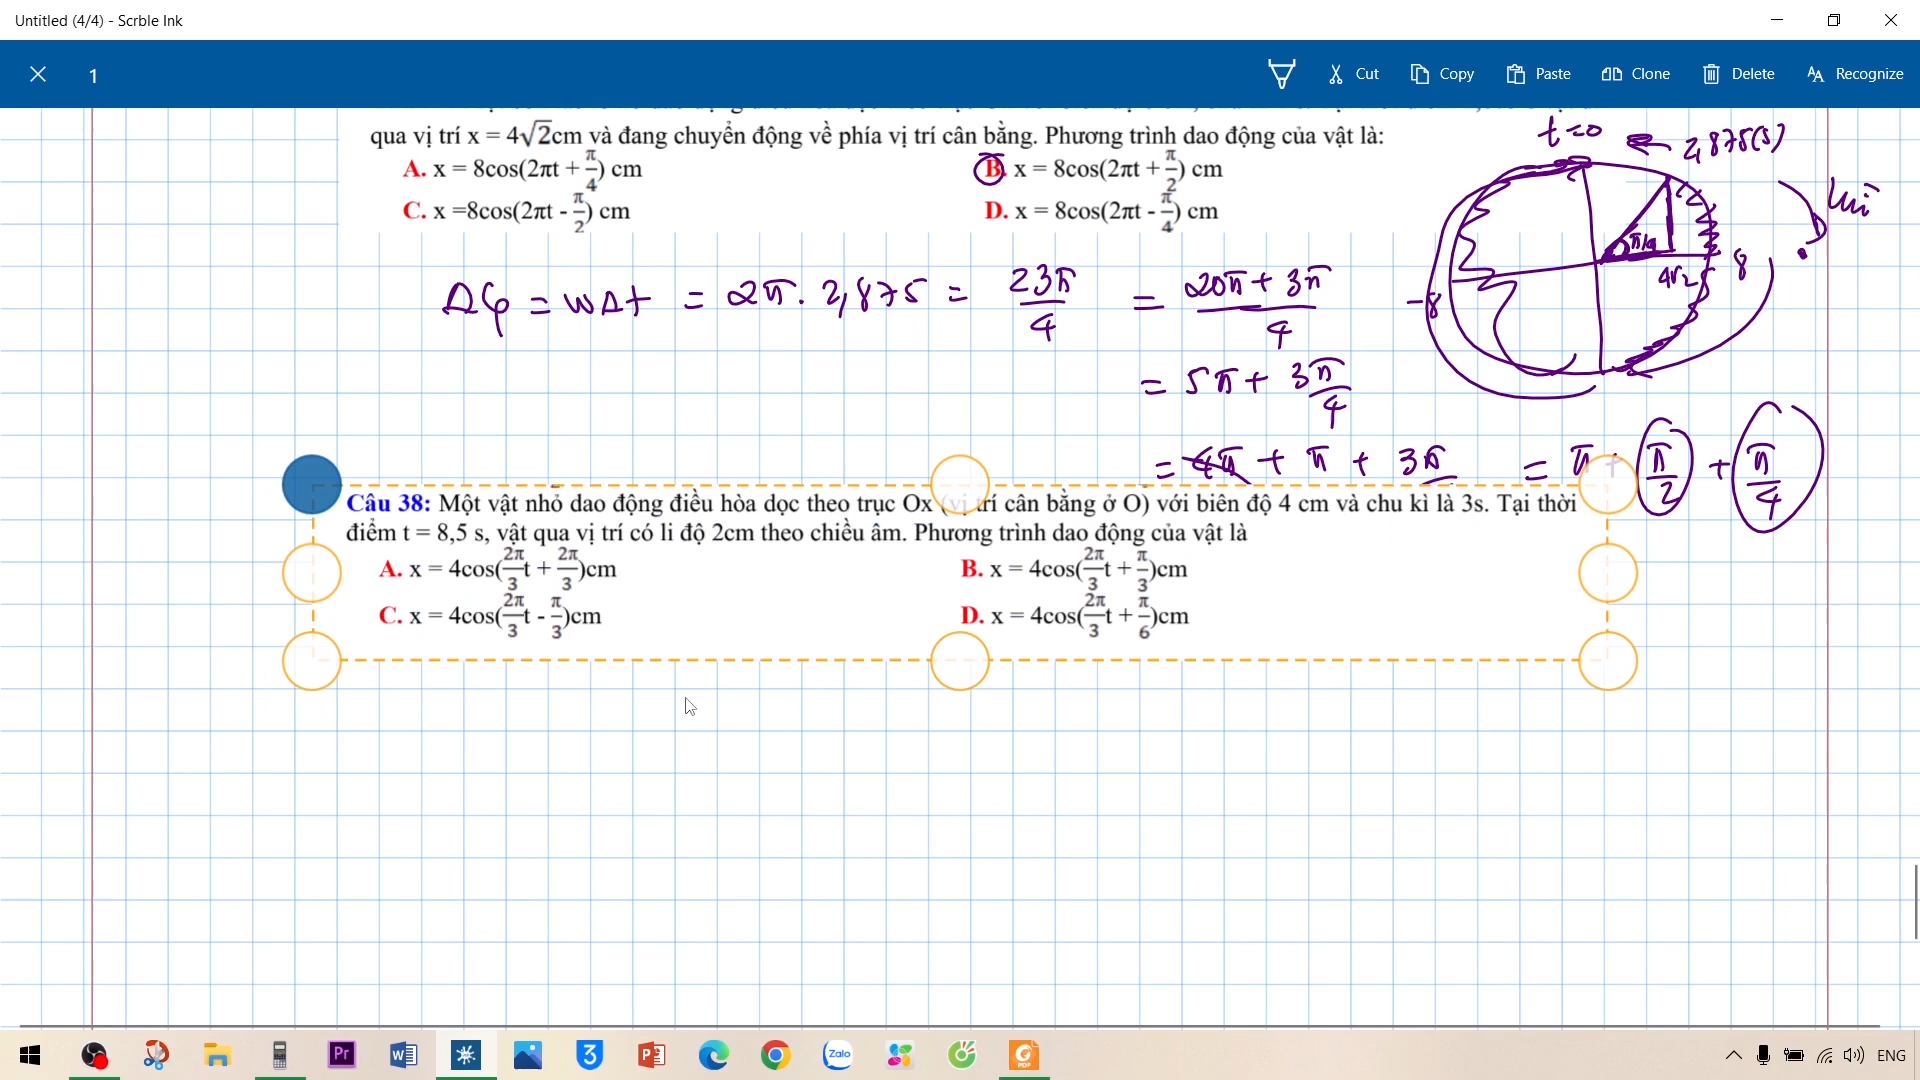 Untitled (4/4) - Scrble Ink
1
Cut Copy Paste Clone Delete Recognize
qua vị trí x = 4√2cm và đang chuyển động về phía vị trí cân bằng. Phương trình dao động của vật là:
A. x = 8cos(2πt + π/4) cm
B. x = 8cos(2πt + π/2) cm
C. x =8cos(2πt - π/2) cm
D. x = 8cos(2πt - π/4) cm
t=0
2,875(s)
lùi
π/4
4√2
8
-8
Δφ = ωΔt = 2π. 2,875 = 23π/4 = 20π + 3π/4
= 5π + 3π/4
= 4π + π + 3π = π + π/2 + π/4
Câu 38: Một vật nhỏ dao động điều hòa dọc theo trục Ox (vị trí cân bằng ở O) với biên độ 4 cm và chu kì là 3s. Tại thời
điểm t = 8,5 s, vật qua vị trí có li độ 2cm theo chiều âm. Phương trình dao động của vật là
A. x = 4cos(2π/3t + 2π/3)cm
B. x = 4cos(2π/3t + π/3)cm
C. x = 4cos(2π/3t - π/3)cm
D. x = 4cos(2π/3t + π/6)cm
Pr
Zalo
PDF
ENG